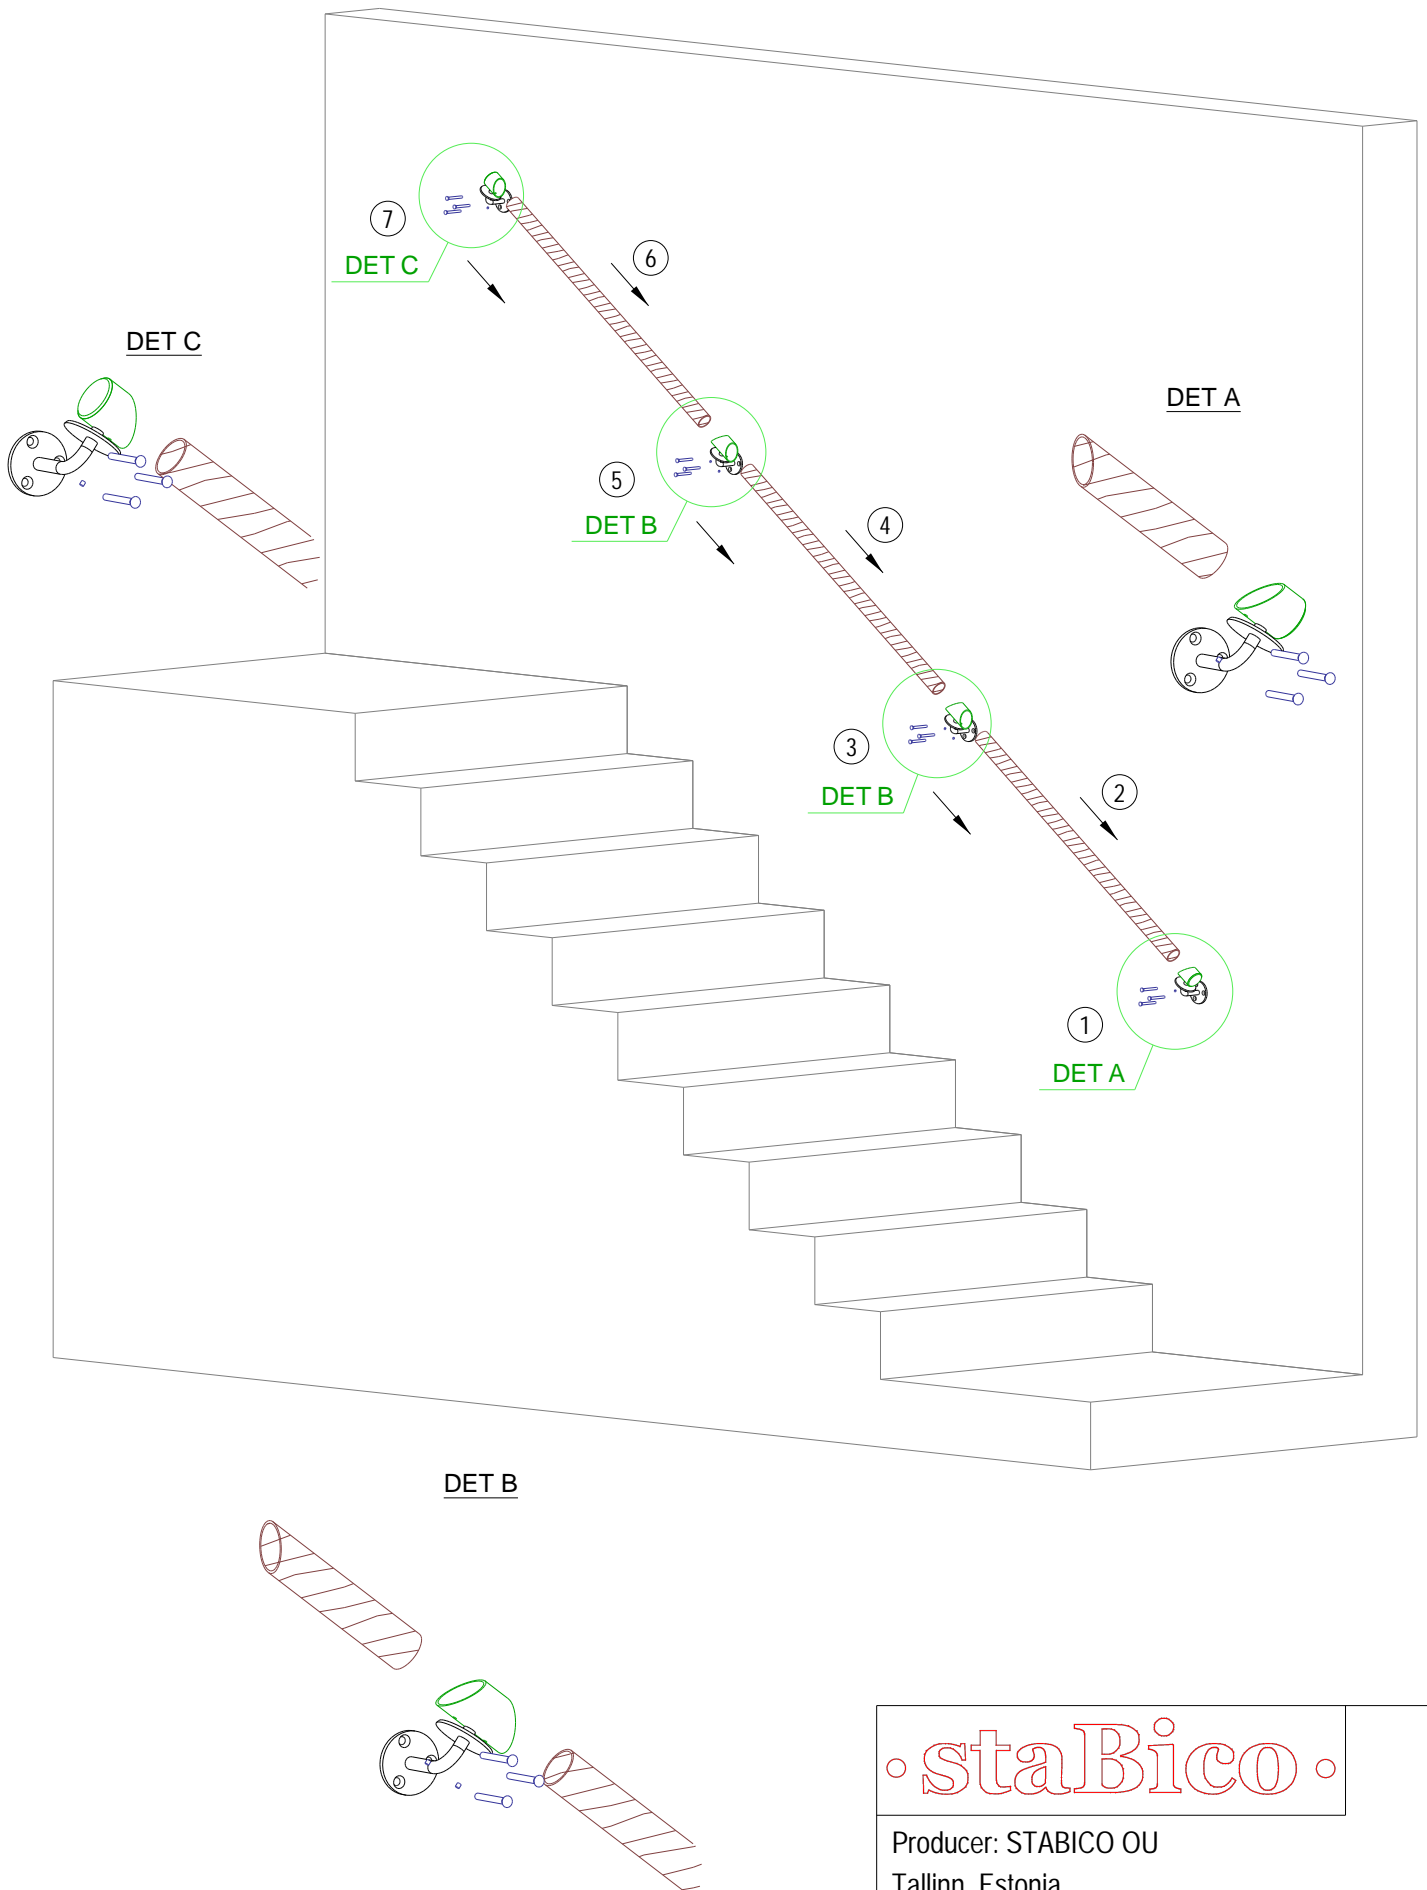 7
DET C
6
DET C
DET A
5
DET B
4
3
DET B
2
1
DET A
DET B
staBico
Producer: STABICO OU
Tallinn, Estonia